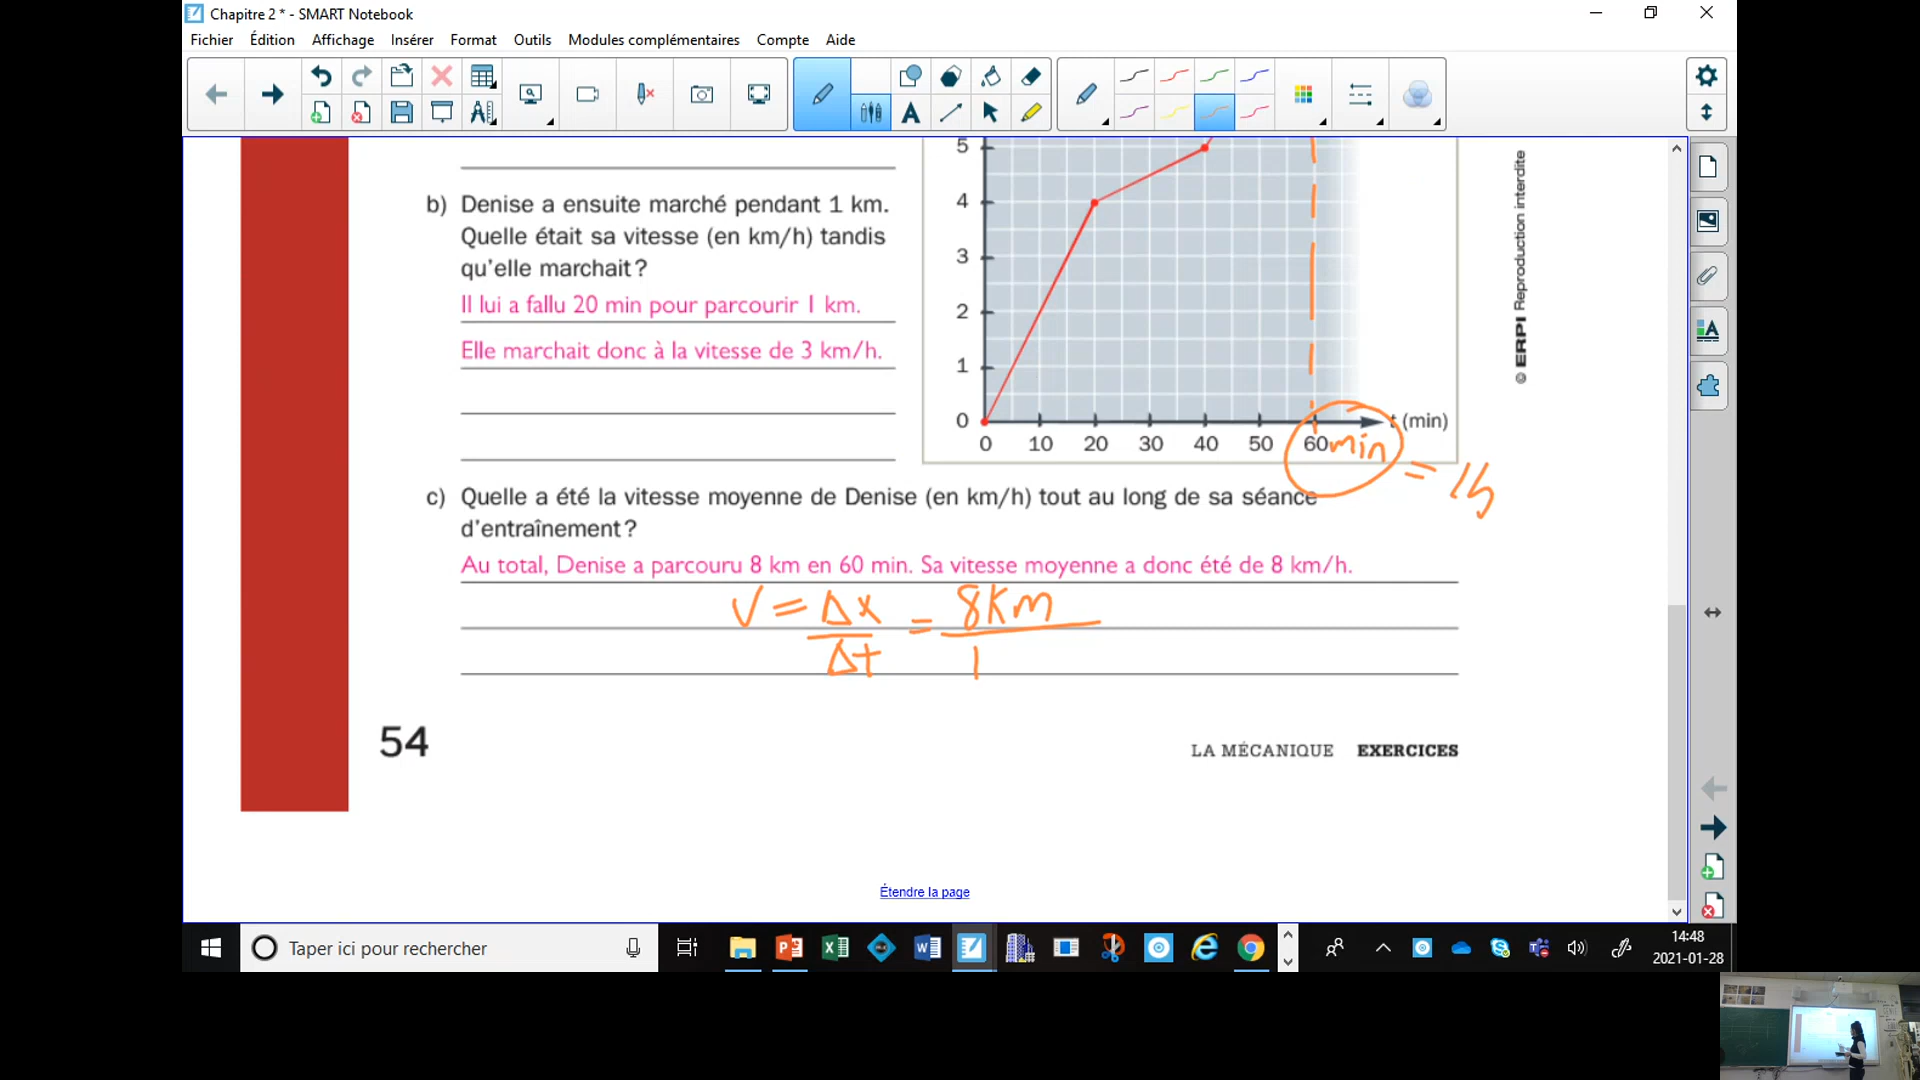 Chapitre 2 * - SMART Notebook
Fichier Édition Affichage Insérer Format Outils Modules complémentaires Compte Aide
b) Denise a ensuite marché pendant 1 km.
Quelle était sa vitesse (en km/h) tandis
qu'elle marchait ?
Il lui a fallu 20 min pour parcourir 1 km.
Elle marchait donc à la vitesse de 3 km/h.
5
4
3
2
1
0
0 10 20 30 40 50 60 min
t (min)
= 1h
© ERPI Reproduction interdite
c) Quelle a été la vitesse moyenne de Denise (en km/h) tout au long de sa séance
d'entraînement ?
Au total, Denise a parcouru 8 km en 60 min. Sa vitesse moyenne a donc été de 8 km/h.
V = Δx = 8 Km
Δt 1
54
LA MÉCANIQUE EXERCICES
Étendre la page
Taper ici pour rechercher
14:48
2021-01-28